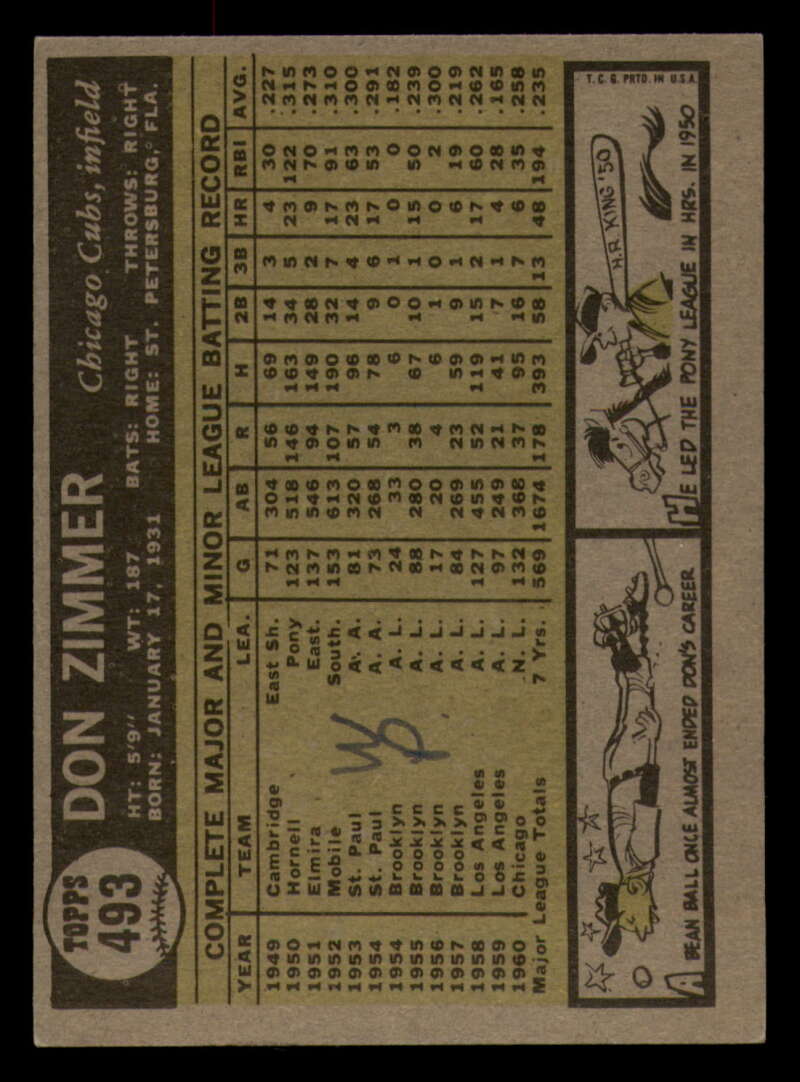 TOPPS
493
DON ZIMMER Chicago Cubs, infield
HT: 5'9" WT: 187 BATS: RIGHT THROWS: RIGHT
BORN: JANUARY 17, 1931 HOME: ST. PETERSBURG, FLA.
COMPLETE MAJOR AND MINOR LEAGUE BATTING RECORD
YEAR TEAM LEA. G AB R H 2B 3B HR RBI AVG.
1949 Cambridge East Sh. 71 304 56 69 14 3 4 30 .227
1950 Hornell Pony 123 518 146 163 34 5 23 122 .315
1951 Elmira East. 137 546 94 149 28 2 9 70 .273
1952 Mobile South. 153 613 107 190 32 7 17 91 .310
1953 St. Paul A. A. 81 320 57 96 14 4 23 63 .300
1954 St. Paul A. A. 73 268 54 78 9 6 17 53 .291
1954 Brooklyn A. L. 24 33 3 6 0 1 0 0 .182
1955 Brooklyn A. L. 88 280 38 67 10 1 15 50 .239
1956 Brooklyn A. L. 17 20 4 6 1 0 0 2 .300
1957 Brooklyn A. L. 84 269 23 59 9 1 6 19 .219
1958 Los Angeles A. L. 127 455 52 119 15 2 17 60 .262
1959 Los Angeles A. L. 97 249 21 41 7 1 4 28 .165
1960 Chicago N. L. 132 368 37 95 16 7 6 35 .258
Major League Totals 7 Yrs. 569 1674 178 393 58 13 48 194 .235
A BEAN BALL ONCE ALMOST ENDED DON'S CAREER
H.R. KING '50
HE LED THE PONY LEAGUE IN HRS. IN 1950
T. C. G. PRTD. IN U.S.A.